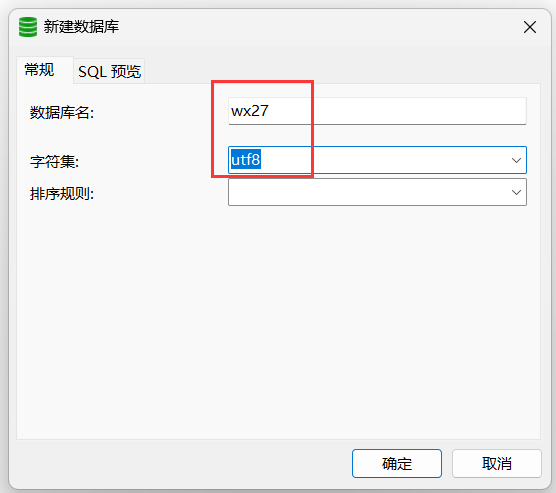 新建数据库
常规 SQL 预览
数据库名: wx27
字符集: utf8
排序规则:
确定 取消